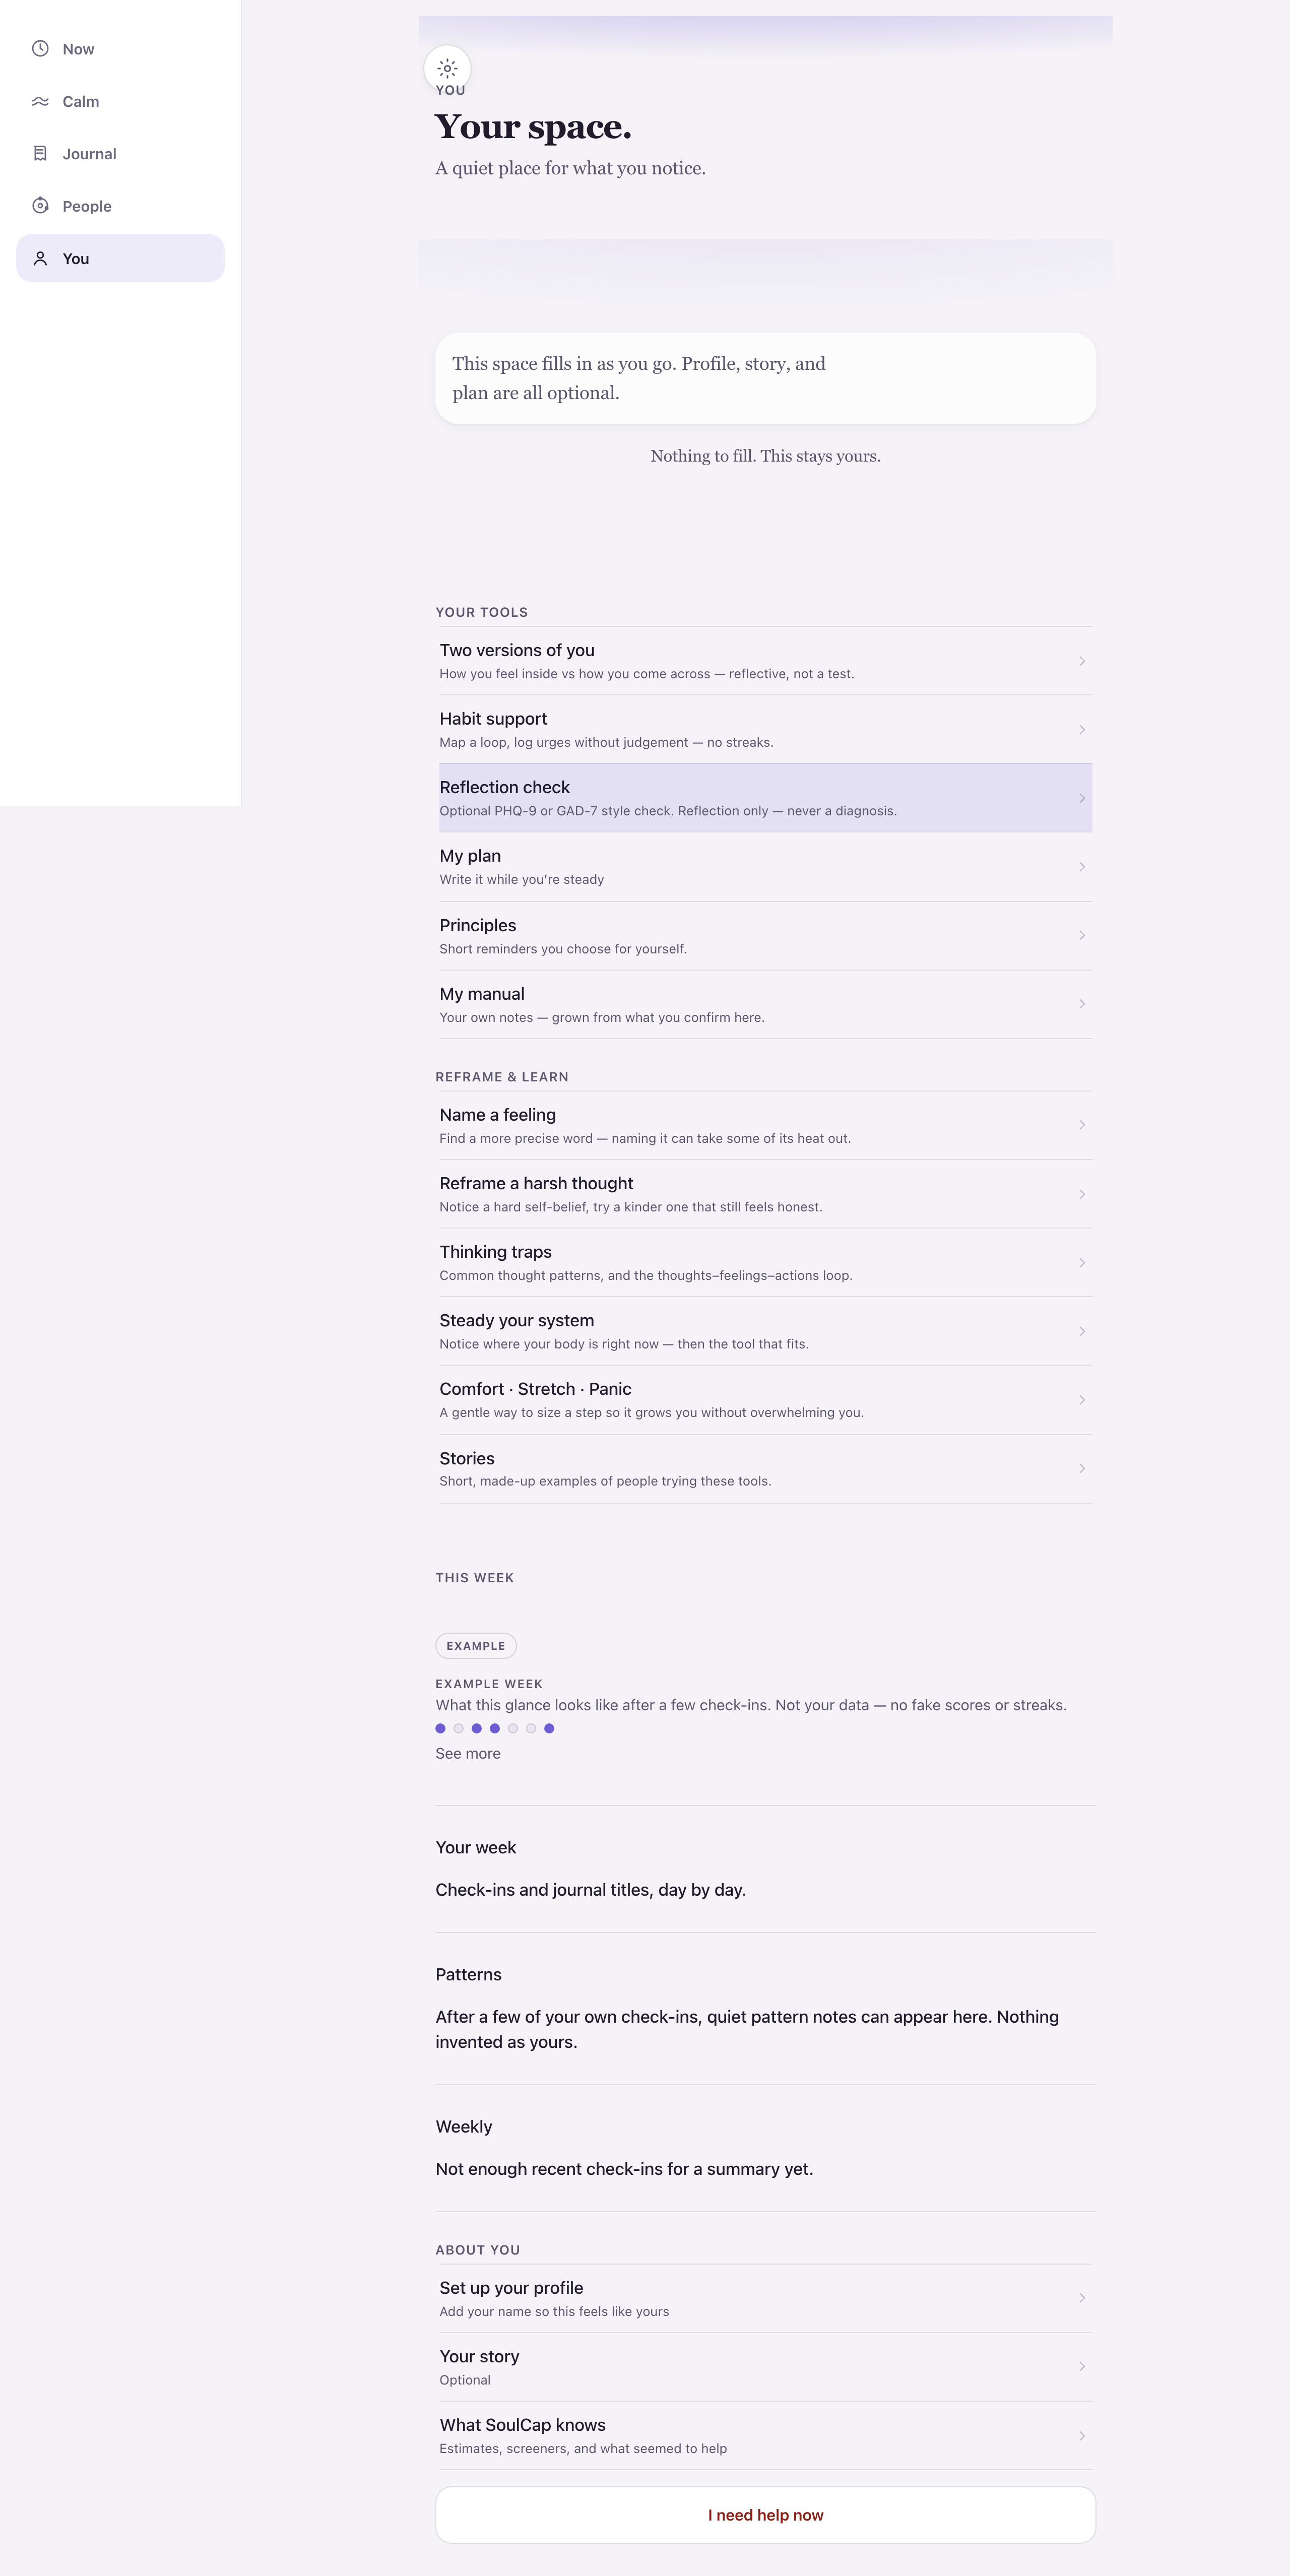 Now
Calm
Journal
People
You
YOU
Your space.
A quiet place for what you notice.
This space fills in as you go. Profile, story, and
plan are all optional.
Nothing to fill. This stays yours.
YOUR TOOLS
Two versions of you
How you feel inside vs how you come across — reflective, not a test.
Habit support
Map a loop, log urges without judgement — no streaks.
Reflection check
Optional PHQ-9 or GAD-7 style check. Reflection only — never a diagnosis.
My plan
Write it while you’re steady
Principles
Short reminders you choose for yourself.
My manual
Your own notes — grown from what you confirm here.
REFRAME & LEARN
Name a feeling
Find a more precise word — naming it can take some of its heat out.
Reframe a harsh thought
Notice a hard self-belief, try a kinder one that still feels honest.
Thinking traps
Common thought patterns, and the thoughts–feelings–actions loop.
Steady your system
Notice where your body is right now — then the tool that fits.
Comfort · Stretch · Panic
A gentle way to size a step so it grows you without overwhelming you.
Stories
Short, made-up examples of people trying these tools.
THIS WEEK
EXAMPLE
EXAMPLE WEEK
What this glance looks like after a few check-ins. Not your data — no fake scores or streaks.
See more
Your week
Check-ins and journal titles, day by day.
Patterns
After a few of your own check-ins, quiet pattern notes can appear here. Nothing
invented as yours.
Weekly
Not enough recent check-ins for a summary yet.
ABOUT YOU
Set up your profile
Add your name so this feels like yours
Your story
Optional
What SoulCap knows
Estimates, screeners, and what seemed to help
I need help now